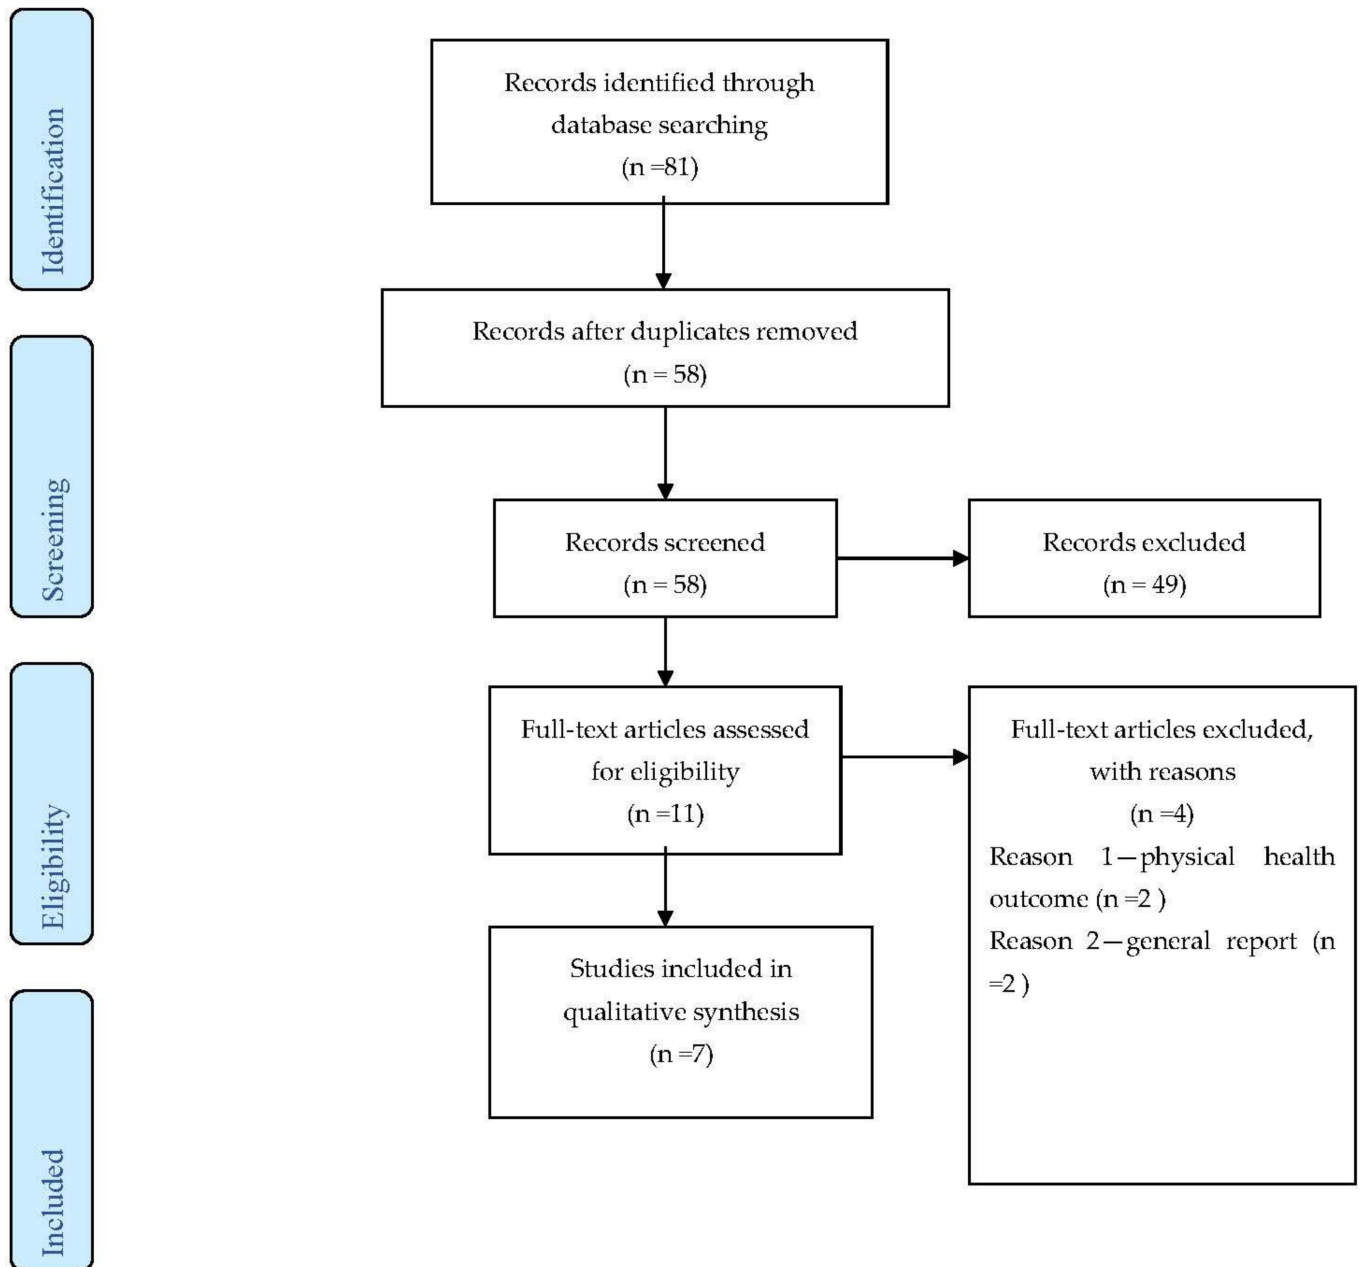 Identification
Records identified through
database searching
(n =81)
Records after duplicates removed
(n = 58)
Screening
Records screened
(n = 58)
Records excluded
(n = 49)
Eligibility
Full-text articles assessed
for eligibility
(n =11)
Full-text articles excluded,
with reasons
(n =4)
Reason 1—physical health
outcome (n =2 )
Reason 2—general report (n
=2 )
Included
Studies included in
qualitative synthesis
(n =7)